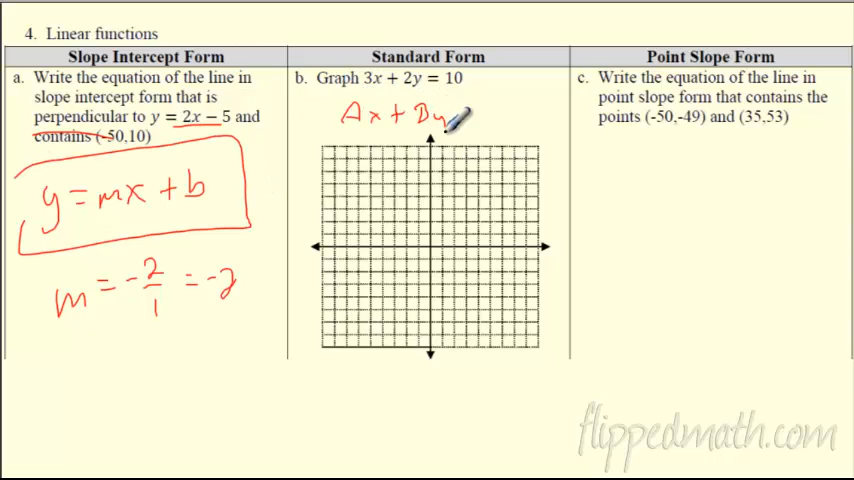 4. Linear functions
Slope Intercept Form
a. Write the equation of the line in
slope intercept form that is
perpendicular to y = 2x − 5 and
contains (-50,10)
y = mx + b
m = -2/1 = -2
Standard Form
b. Graph 3x + 2y = 10
Ax + By
Point Slope Form
c. Write the equation of the line in
point slope form that contains the
points (-50,-49) and (35,53)
flippedmath.com